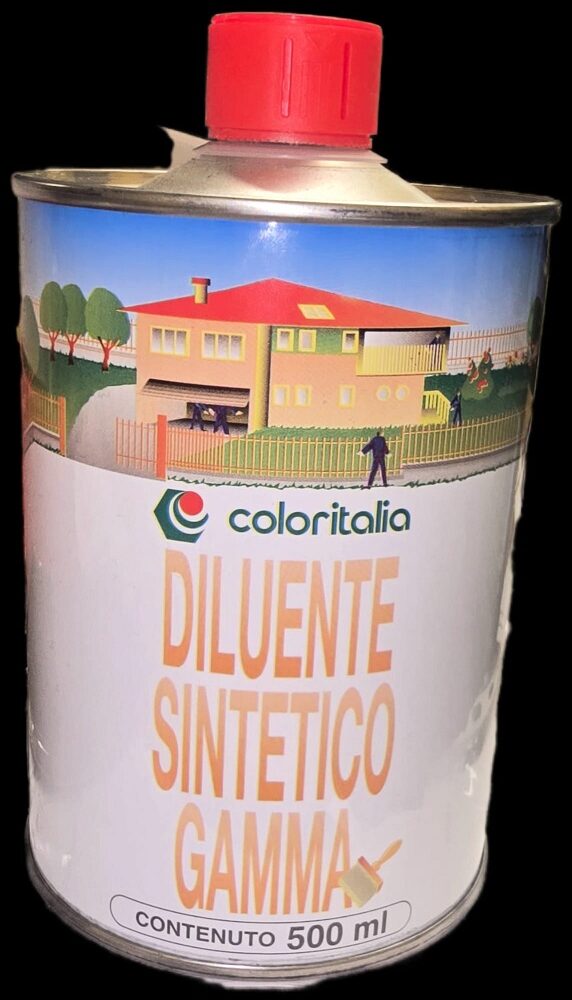 coloritalia
DILUENTE
SINTETICO
GAMMA
CONTENUTO 500 ml